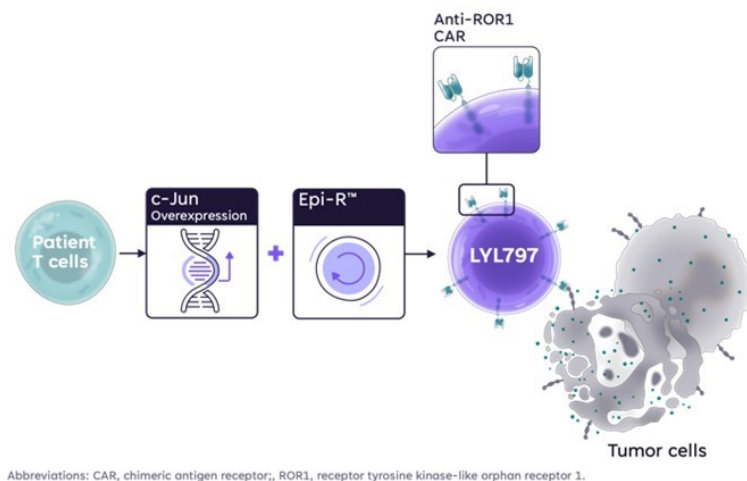 Anti-ROR1
CAR
c-Jun
Overexpression
Epi-R™
Patient
T cells
LYL797
Tumor cells
Abbreviations: CAR, chimeric antigen receptor;, ROR1, receptor tyrosine kinase-like orphan receptor 1.